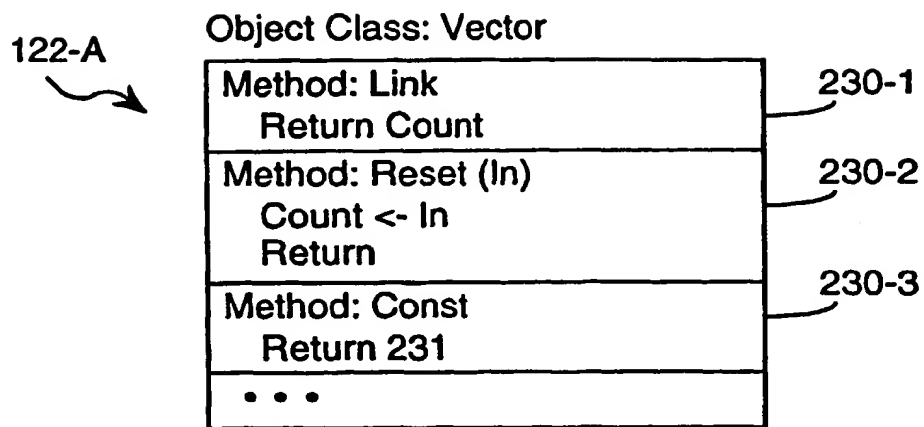 Object Class: Vector
122-A
Method: Link
Return Count
230-1
Method: Reset (In)
Count <- In
Return
230-2
Method: Const
Return 231
230-3
• • •